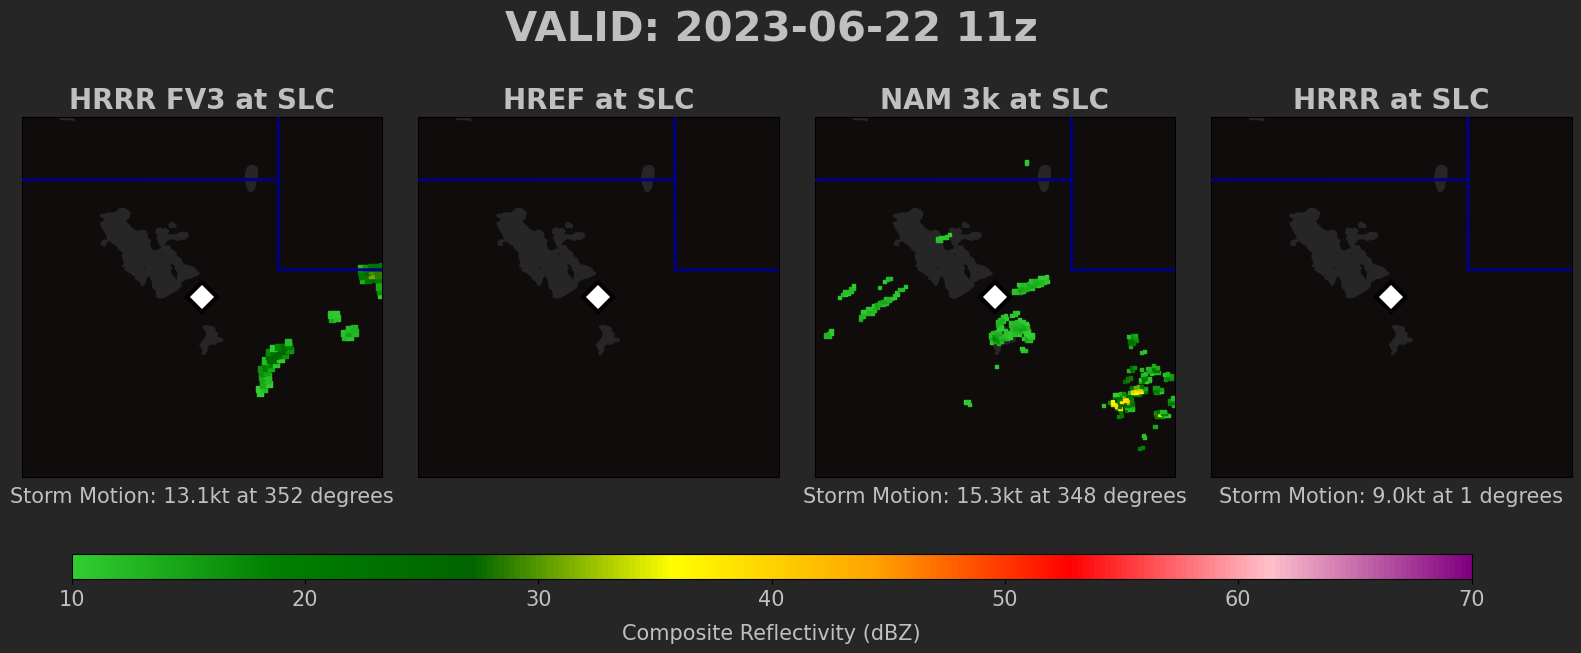 VALID: 2023-06-22 11z
HRRR FV3 at SLC
HREF at SLC
NAM 3k at SLC
HRRR at SLC
Storm Motion: 13.1kt at 352 degrees
Storm Motion: 15.3kt at 348 degrees
Storm Motion: 9.0kt at 1 degrees
10 20 30 40 50 60 70
Composite Reflectivity (dBZ)